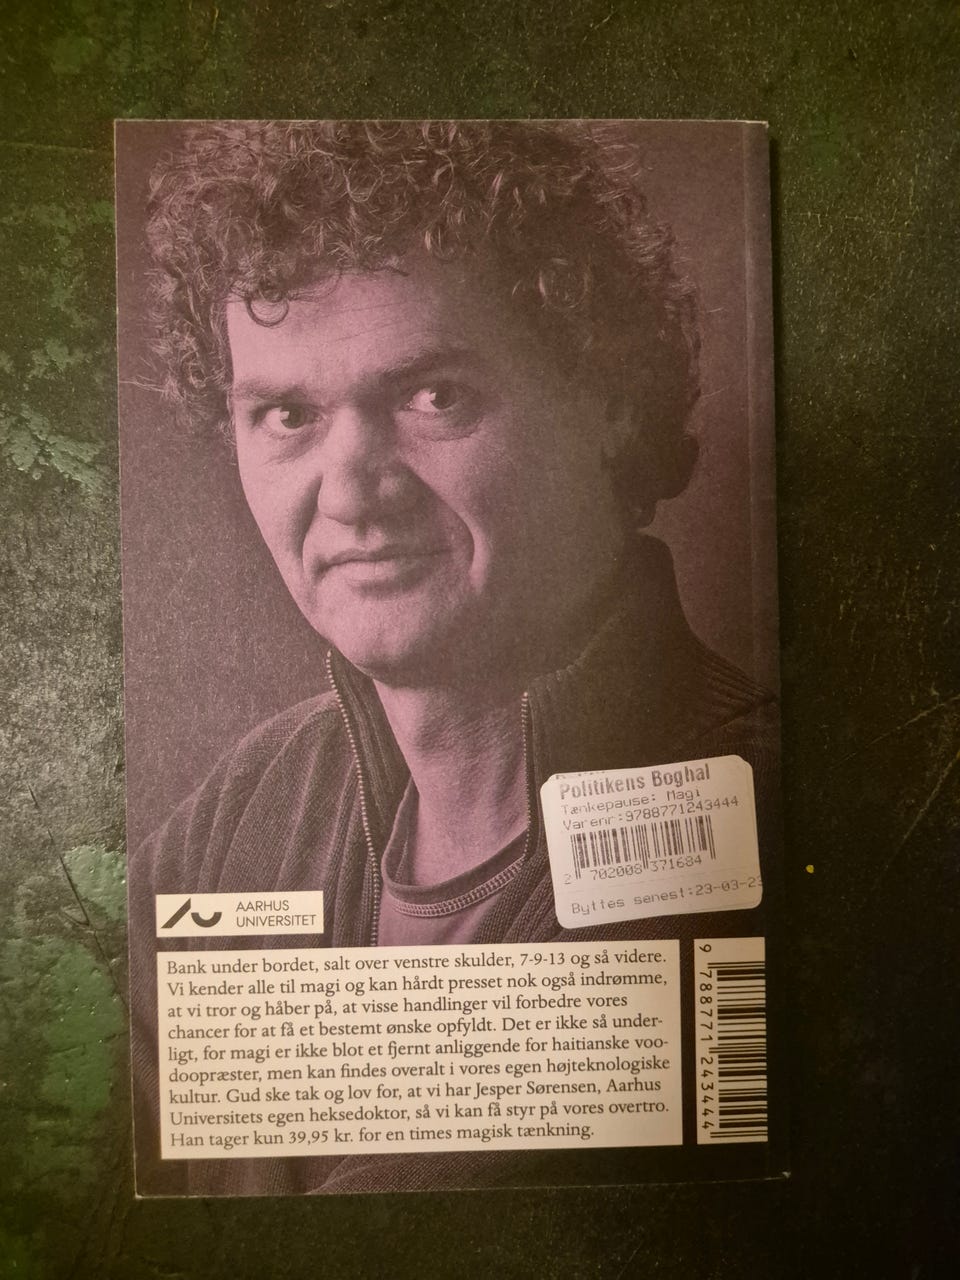 Politikens Boghal
Tænkepause: Magi
Varenr:9788771243444
2 702008 371684
Byttes senest:23-03-23
AARHUS
UNIVERSITET
Bank under bordet, salt over venstre skulder, 7-9-13 og så videre.
Vi kender alle til magi og kan hårdt presset nok også indrømme,
at vi tror og håber på, at visse handlinger vil forbedre vores
chancer for at få et bestemt ønske opfyldt. Det er ikke så under-
ligt, for magi er ikke blot et fjernt anliggende for haitianske voo-
doopræster, men kan findes overalt i vores egen højteknologiske
kultur. Gud ske tak og lov for, at vi har Jesper Sørensen, Aarhus
Universitets egen heksedoktor, så vi kan få styr på vores overtro.
Han tager kun 39,95 kr. for en times magisk tænkning.
9 788771 243444